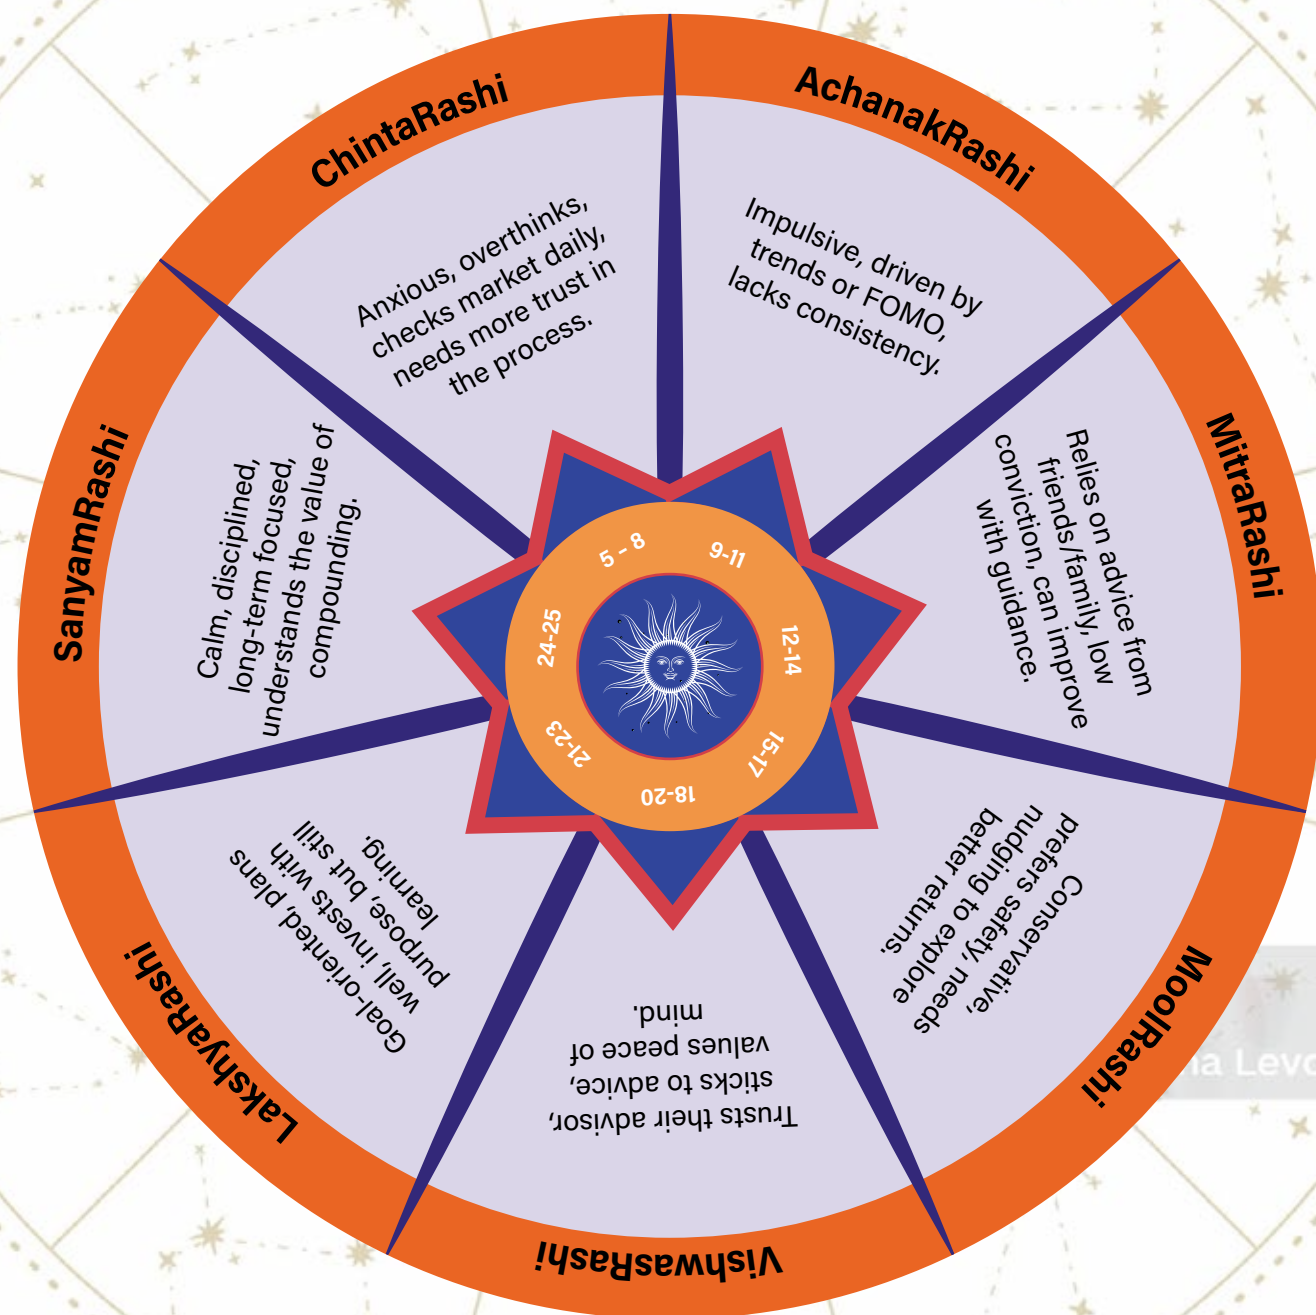 ChintaRashi
Anxious, overthinks,
checks market daily,
needs more trust in
the process.
5 - 8
AchanakRashi
Impulsive, driven by
trends or FOMO,
lacks consistency.
9-11
MitraRashi
Relies on advice from
friends/family, low
conviction, can improve
with guidance.
12-14
MoolRashi
Conservative,
prefers safety, needs
nudging to explore
better returns.
15-17
VishwasRashi
Trusts their advisor,
sticks to advice,
values peace of
mind.
18-20
LakshyaRashi
Goal-oriented, plans
well, invests with
purpose, but still
learning.
21-23
SanyamRashi
Calm, disciplined,
long-term focused,
understands the value of
compounding.
24-25